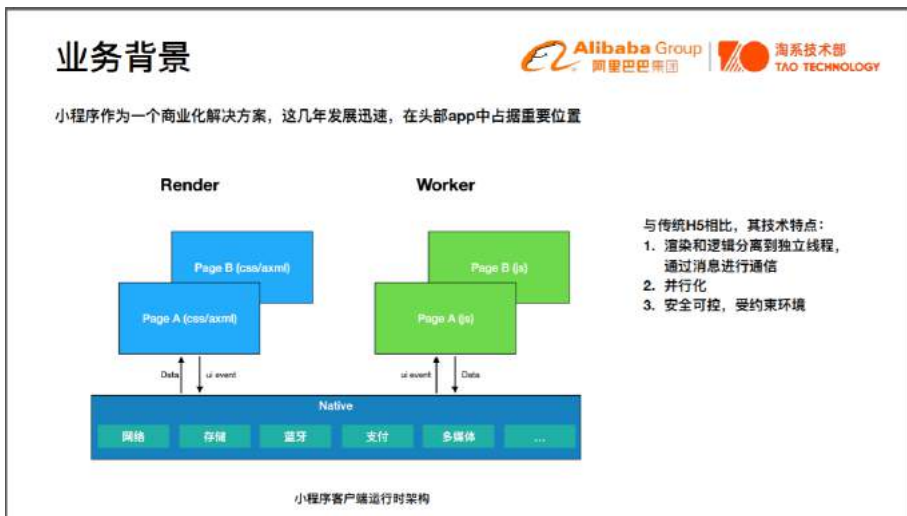 业务背景
Alibaba Group
阿里巴巴集团
淘系技术部
TAO TECHNOLOGY
小程序作为一个商业化解决方案，这几年发展迅速，在头部app中占据重要位置
Render
Worker
Page B (css/axml)
Page A (css/axml)
Page B (js)
Page A (js)
Data
ui event
ui event
Data
与传统H5相比，其技术特点：
1. 渲染和逻辑分离到独立线程，
通过消息进行通信
2. 并行化
3. 安全可控，受约束环境
Native
网络
存储
蓝牙
支付
多媒体
...
小程序客户端运行时架构